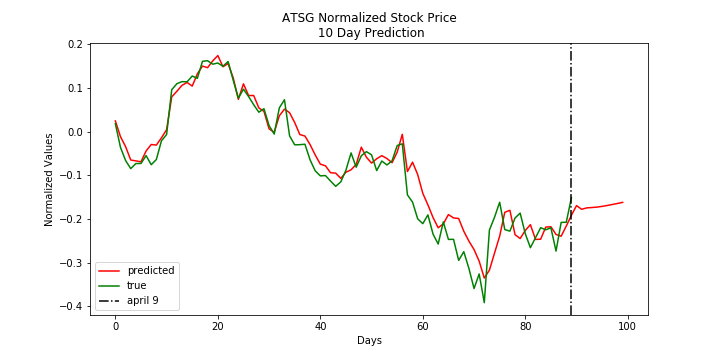 ATSG Normalized Stock Price
10 Day Prediction
Normalized Values
0.2
0.1
0.0
−0.1
−0.2
−0.3
−0.4
predicted
true
april 9
0
20
40
60
80
100
Days